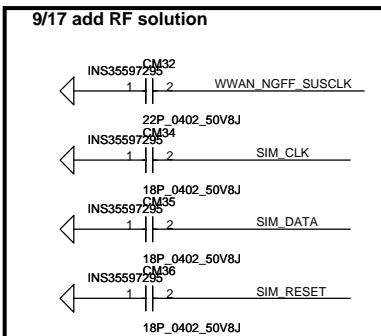 9/17 add RF solution
CM32
INS35597295
1 2 WWAN_NGFF_SUSCLK
22P_0402_50V8J
CM34
INS35597295
1 2 SIM_CLK
18P_0402_50V8J
CM35
INS35597295
1 2 SIM_DATA
18P_0402_50V8J
CM36
INS35597295
1 2 SIM_RESET
18P_0402_50V8J